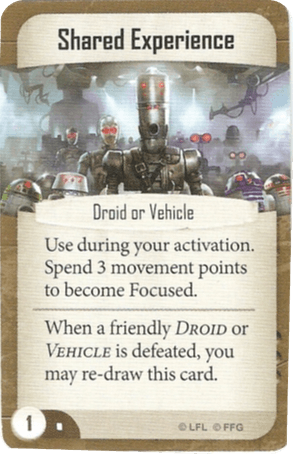 Shared Experience
Droid or Vehicle
Use during your activation.
Spend 3 movement points
to become Focused.
When a friendly DROID or
VEHICLE is defeated, you
may re-draw this card.
1
© LFL © FFG